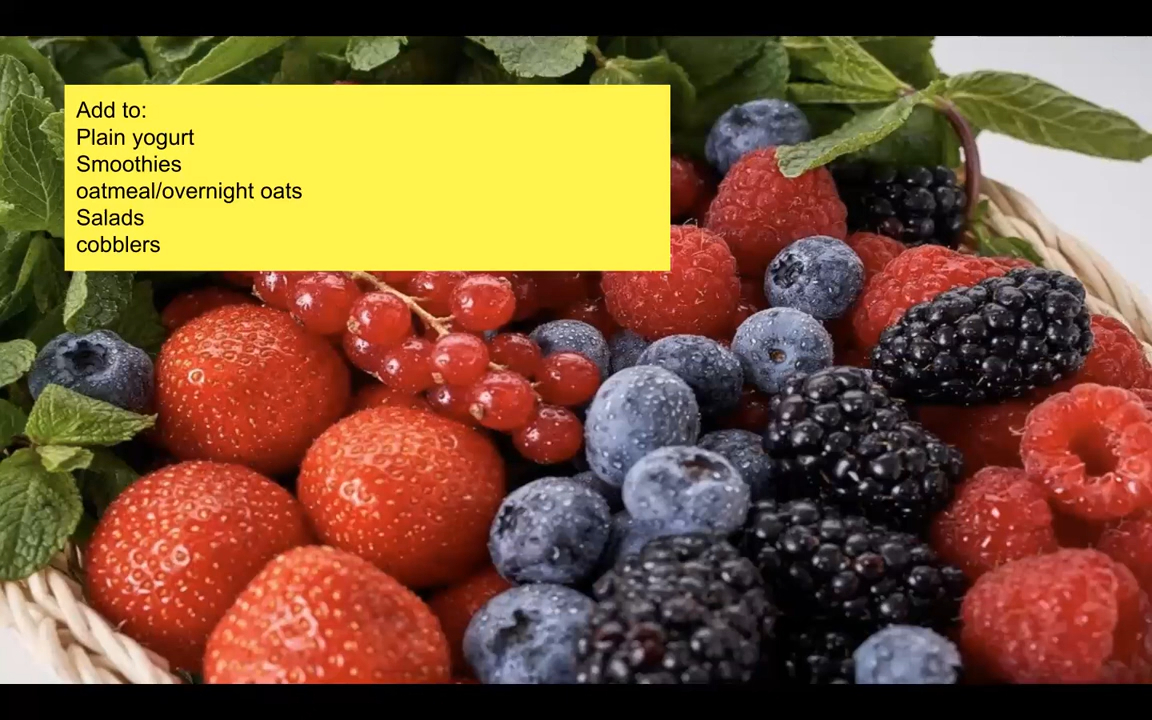 Add to:
Plain yogurt
Smoothies
oatmeal/overnight oats
Salads
cobblers